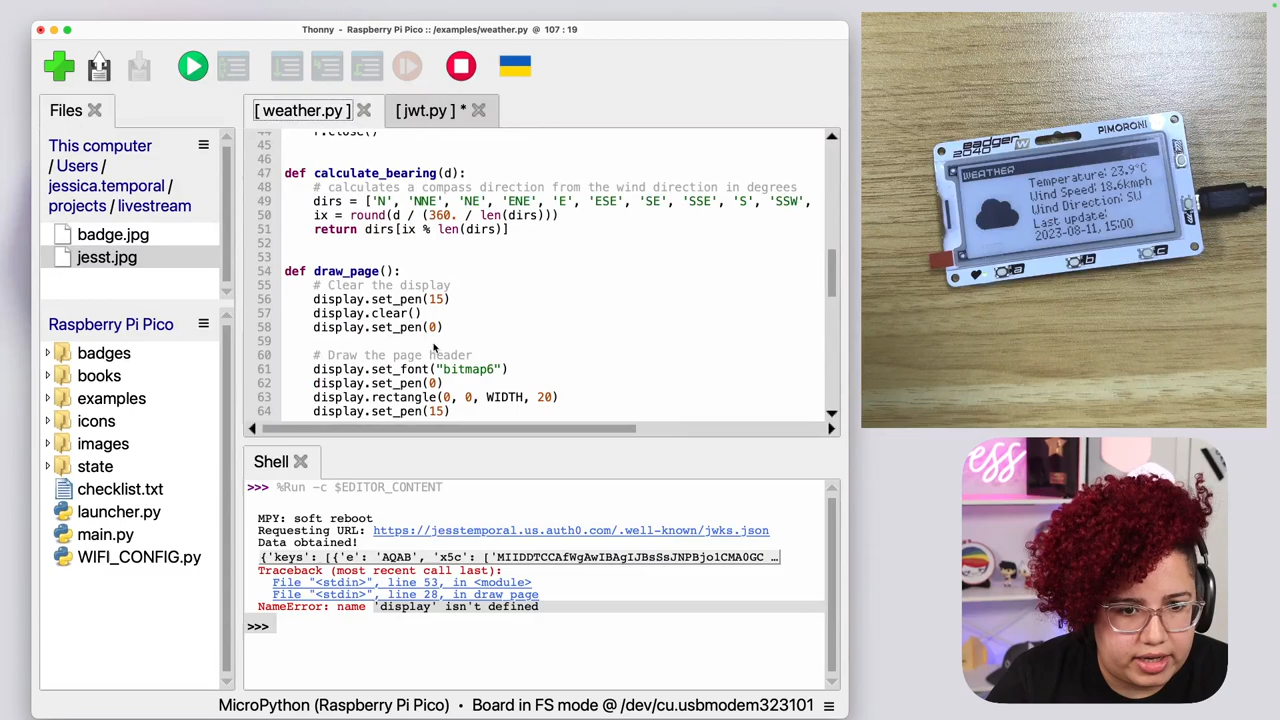 Thonny - Raspberry Pi Pico :: /examples/weather.py @ 107 : 19
Files
[ weather.py ]
[ jwt.py ] *
This computer
/ Users /
jessica.temporal /
projects / livestream
badge.jpg
jesst.jpg
Raspberry Pi Pico
badges
books
examples
icons
images
state
checklist.txt
launcher.py
main.py
WIFI_CONFIG.py
44 r.close()
45
46
47 def calculate_bearing(d):
48 # calculates a compass direction from the wind direction in degrees
49 dirs = ['N', 'NNE', 'NE', 'ENE', 'E', 'ESE', 'SE', 'SSE', 'S', 'SSW',
50 ix = round(d / (360. / len(dirs)))
51 return dirs[ix % len(dirs)]
52
53
54 def draw_page():
55 # Clear the display
56 display.set_pen(15)
57 display.clear()
58 display.set_pen(0)
59
60 # Draw the page header
61 display.set_font("bitmap6")
62 display.set_pen(0)
63 display.rectangle(0, 0, WIDTH, 20)
64 display.set_pen(15)
Shell
>>> %Run -c $EDITOR_CONTENT
MPY: soft reboot
Requesting URL: https://jesstemporal.us.auth0.com/.well-known/jwks.json
Data obtained!
{'keys': [{'e': 'AQAB', 'x5c': ['MIIDDTCCAfWgAwIBAgIJBsSsJNPBjo1CMA0GC …
Traceback (most recent call last):
File "<stdin>", line 53, in <module>
File "<stdin>", line 28, in draw_page
NameError: name 'display' isn't defined
>>>
MicroPython (Raspberry Pi Pico) • Board in FS mode @ /dev/cu.usbmodem323101
badger W
2040
PIMORONI
WEATHER
Temperature: 23.9°C
Wind Speed: 18.6kmph
Wind Direction: SW
Last update:
2023-08-11, 15:00
a
b
c
ess